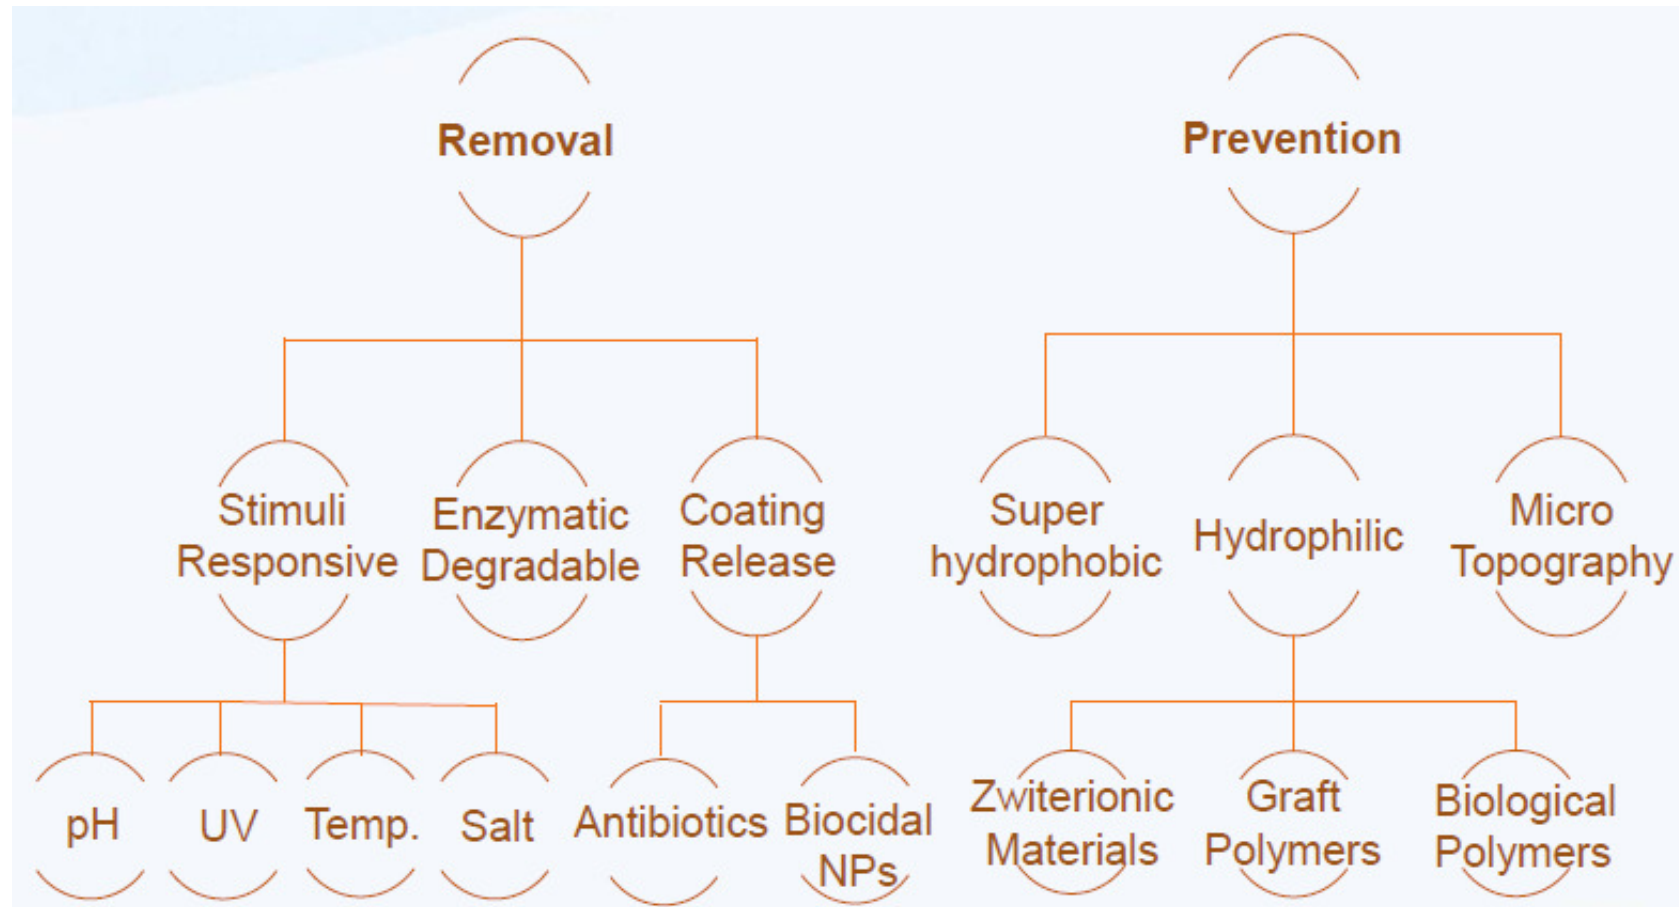 Removal
Prevention
Stimuli
Responsive
Enzymatic
Degradable
Coating
Release
Super
hydrophobic
Hydrophilic
Micro
Topography
pH
UV
Temp.
Salt
Antibiotics
Biocidal
NPs
Zwiterionic
Materials
Graft
Polymers
Biological
Polymers